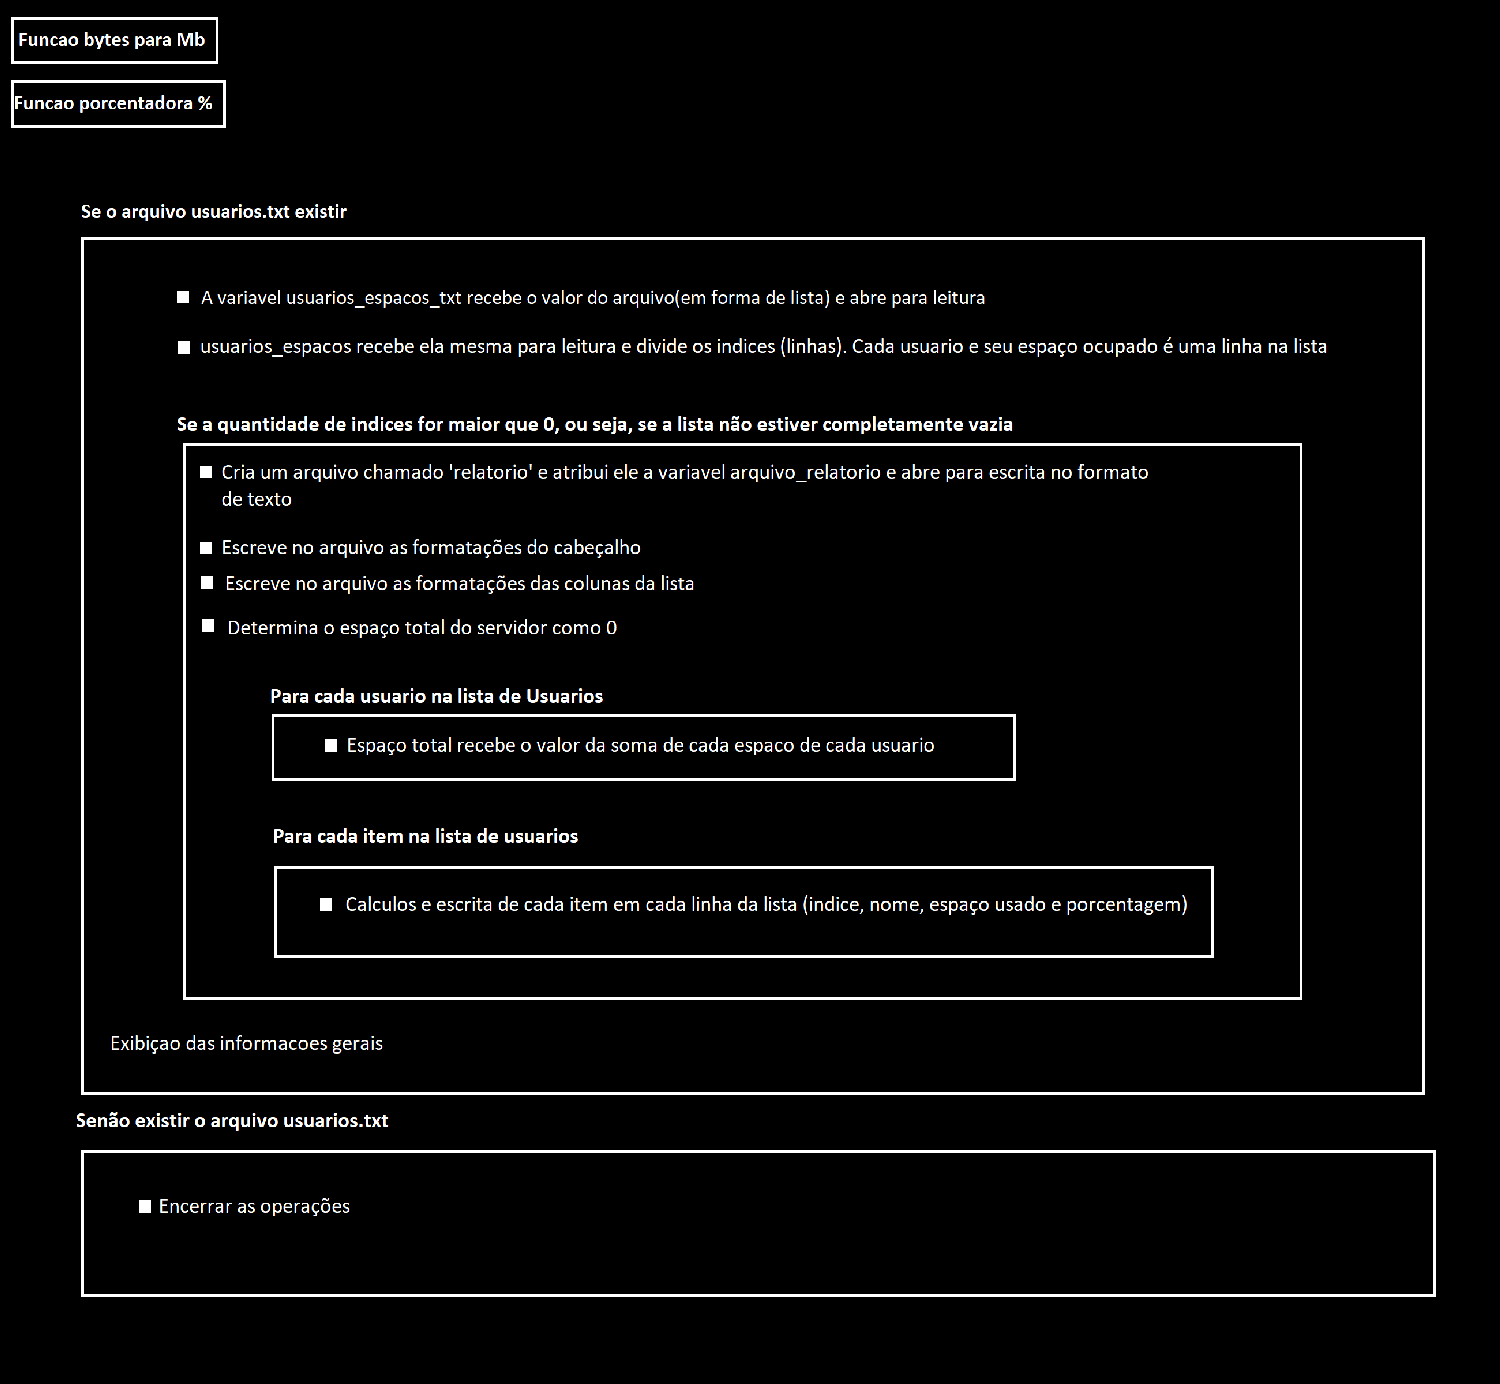 Funcao bytes para Mb
Funcao porcentadora %
Se o arquivo usuarios.txt existir
A variavel usuarios_espacos_txt recebe o valor do arquivo(em forma de lista) e abre para leitura
usuarios_espacos recebe ela mesma para leitura e divide os indices (linhas). Cada usuario e seu espaço ocupado é uma linha na lista
Se a quantidade de indices for maior que 0, ou seja, se a lista não estiver completamente vazia
Cria um arquivo chamado 'relatorio' e atribui ele a variavel arquivo_relatorio e abre para escrita no formato
de texto
Escreve no arquivo as formatações do cabeçalho
Escreve no arquivo as formatações das colunas da lista
Determina o espaço total do servidor como 0
Para cada usuario na lista de Usuarios
Espaço total recebe o valor da soma de cada espaco de cada usuario
Para cada item na lista de usuarios
Calculos e escrita de cada item em cada linha da lista (indice, nome, espaço usado e porcentagem)
Exibiçao das informacoes gerais
Senão existir o arquivo usuarios.txt
Encerrar as operações